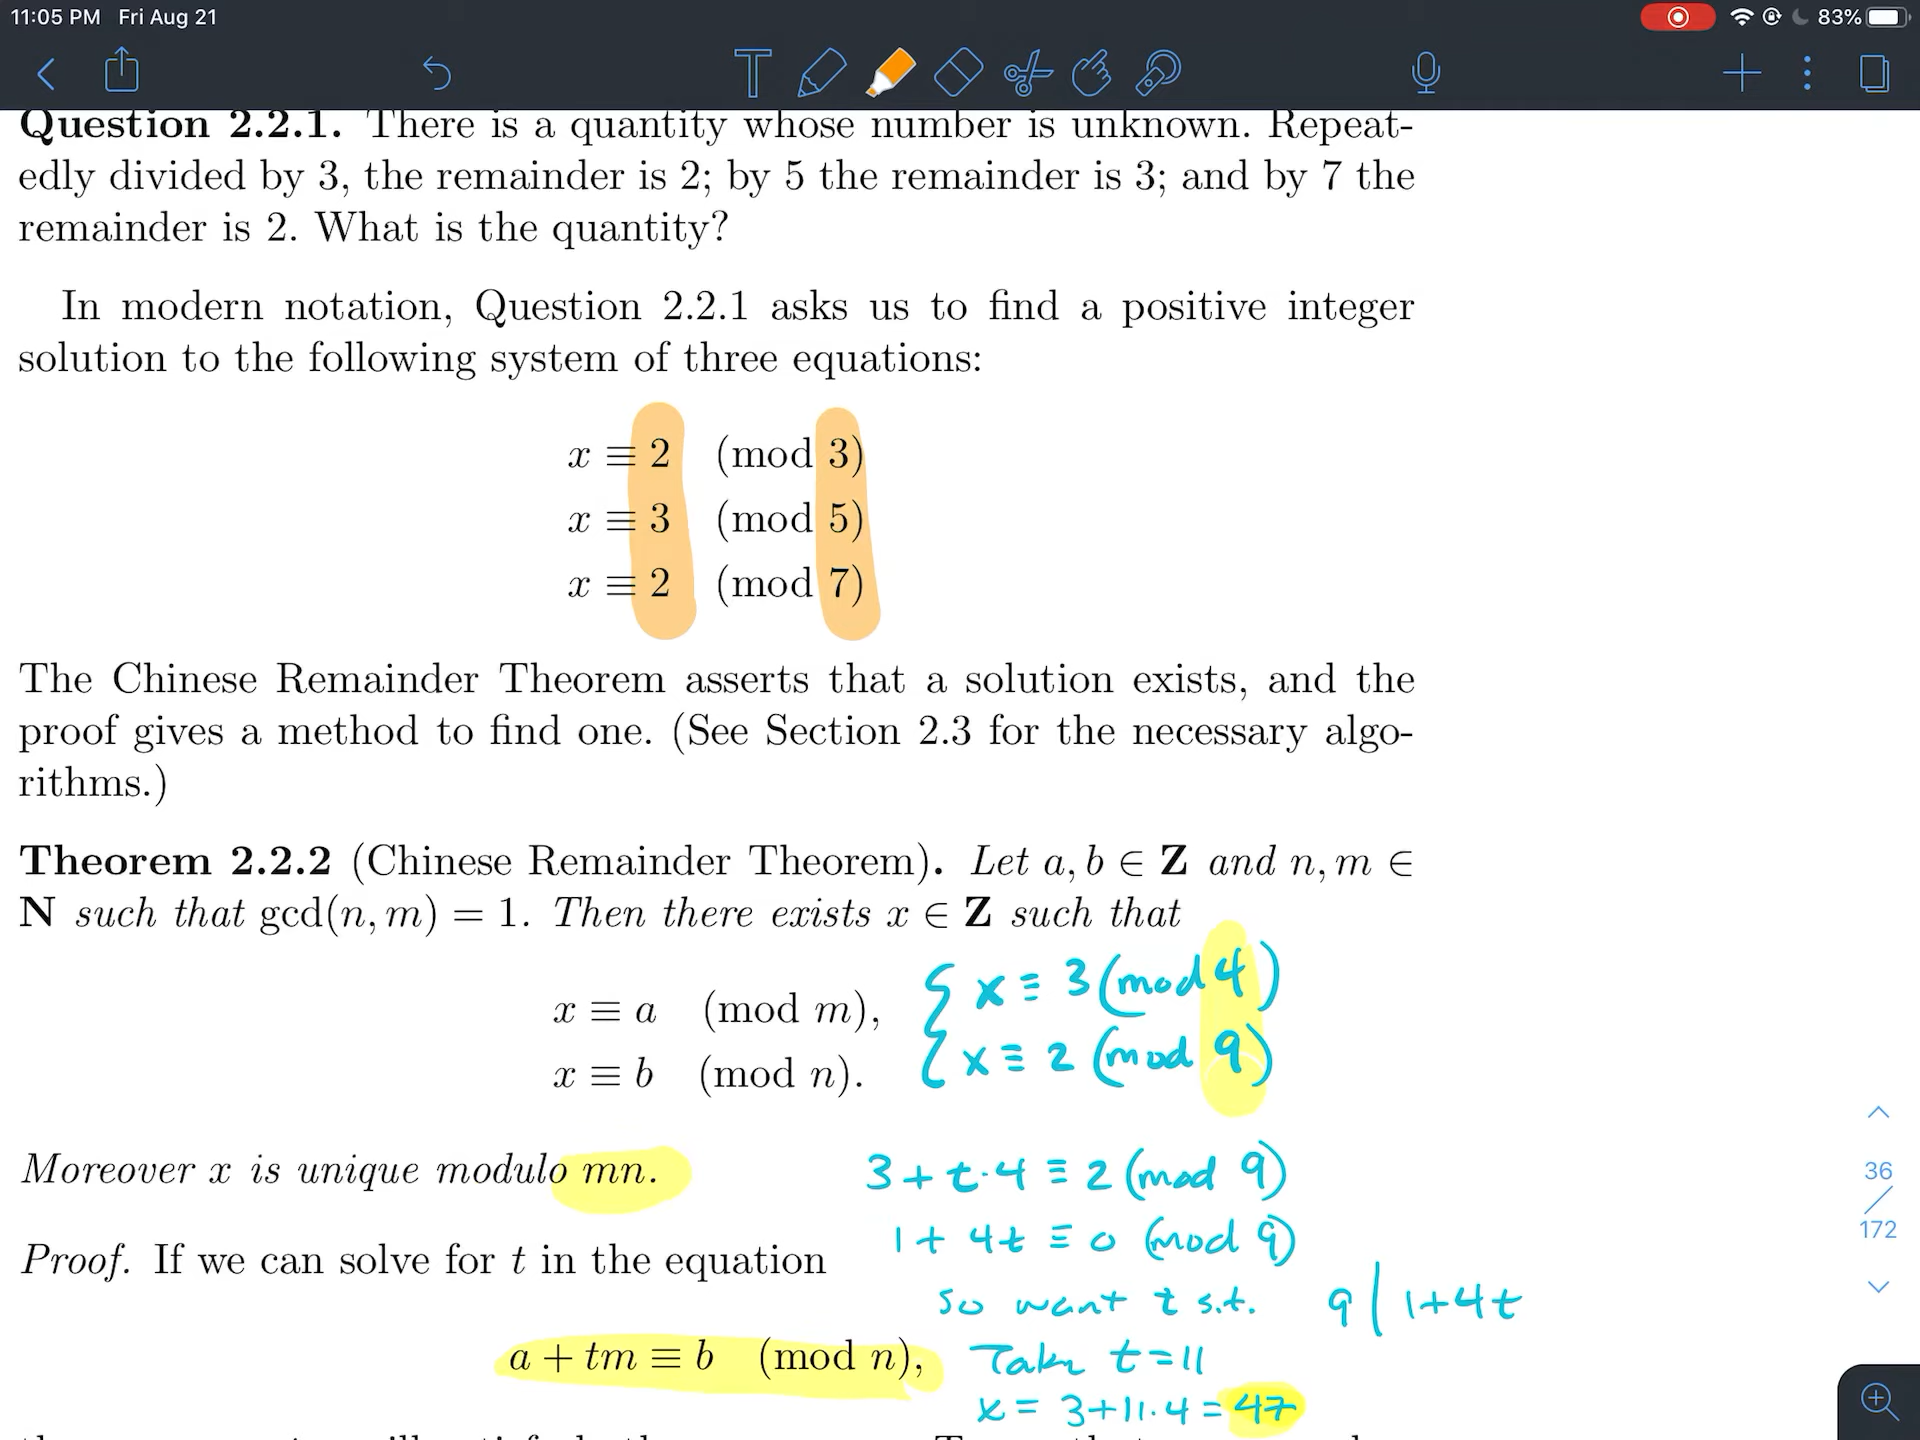 11:05 PM Fri Aug 21
83%
T
Question 2.2.1. There is a quantity whose number is unknown. Repeat-
edly divided by 3, the remainder is 2; by 5 the remainder is 3; and by 7 the
remainder is 2. What is the quantity?
In modern notation, Question 2.2.1 asks us to find a positive integer
solution to the following system of three equations:
x ≡ 2 (mod 3)
x ≡ 3 (mod 5)
x ≡ 2 (mod 7)
The Chinese Remainder Theorem asserts that a solution exists, and the
proof gives a method to find one. (See Section 2.3 for the necessary algo-
rithms.)
Theorem 2.2.2 (Chinese Remainder Theorem). Let a, b ∈ Z and n, m ∈
N such that gcd(n, m) = 1. Then there exists x ∈ Z such that
x ≡ a (mod m),
x ≡ b (mod n).
{ x ≡ 3 (mod 4)
x ≡ 2 (mod 9)
Moreover x is unique modulo mn.
3 + t·4 ≡ 2 (mod 9)
1 + 4t ≡ 0 (mod 9)
Proof. If we can solve for t in the equation
so want t s.t. 9 | 1+4t
a + tm ≡ b (mod n),
Take t=11
x = 3+11·4 = 47
36
/
172